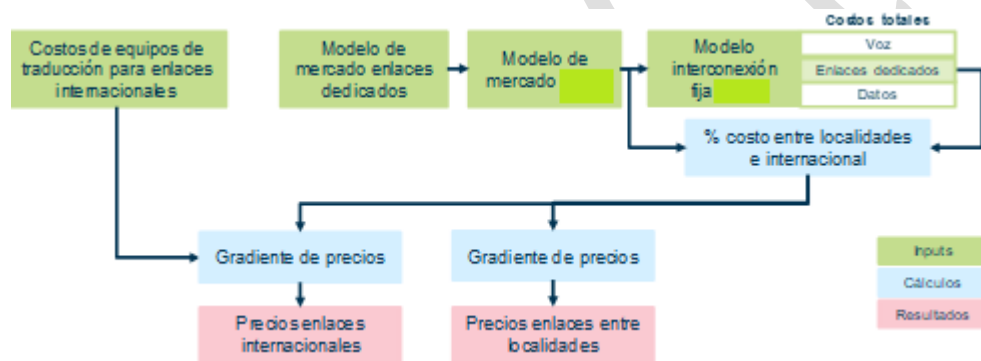 Costos totales
Costos de equipos de
traducción para enlaces
internacionales
Modelo de
mercado enlaces
dedicados
Modelo de
mercado
Modelo
interconexión
fija
Voz
Enlaces dedicados
Datos
% costo entre localidades
e internacional
Gradiente de precios
Gradiente de precios
Precios enlaces
internacionales
Precios enlaces entre
localidades
Inputs
Cálculos
Resultados